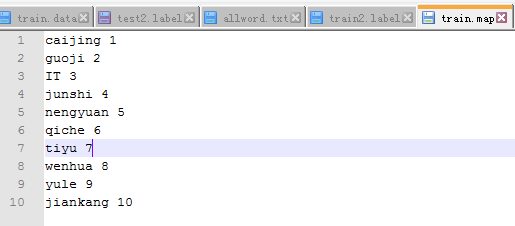 train.data test2.label allword.txt train2.label train.map
1 caijing 1
2 guoji 2
3 IT 3
4 junshi 4
5 nengyuan 5
6 qiche 6
7 tiyu 7
8 wenhua 8
9 yule 9
10 jiankang 10